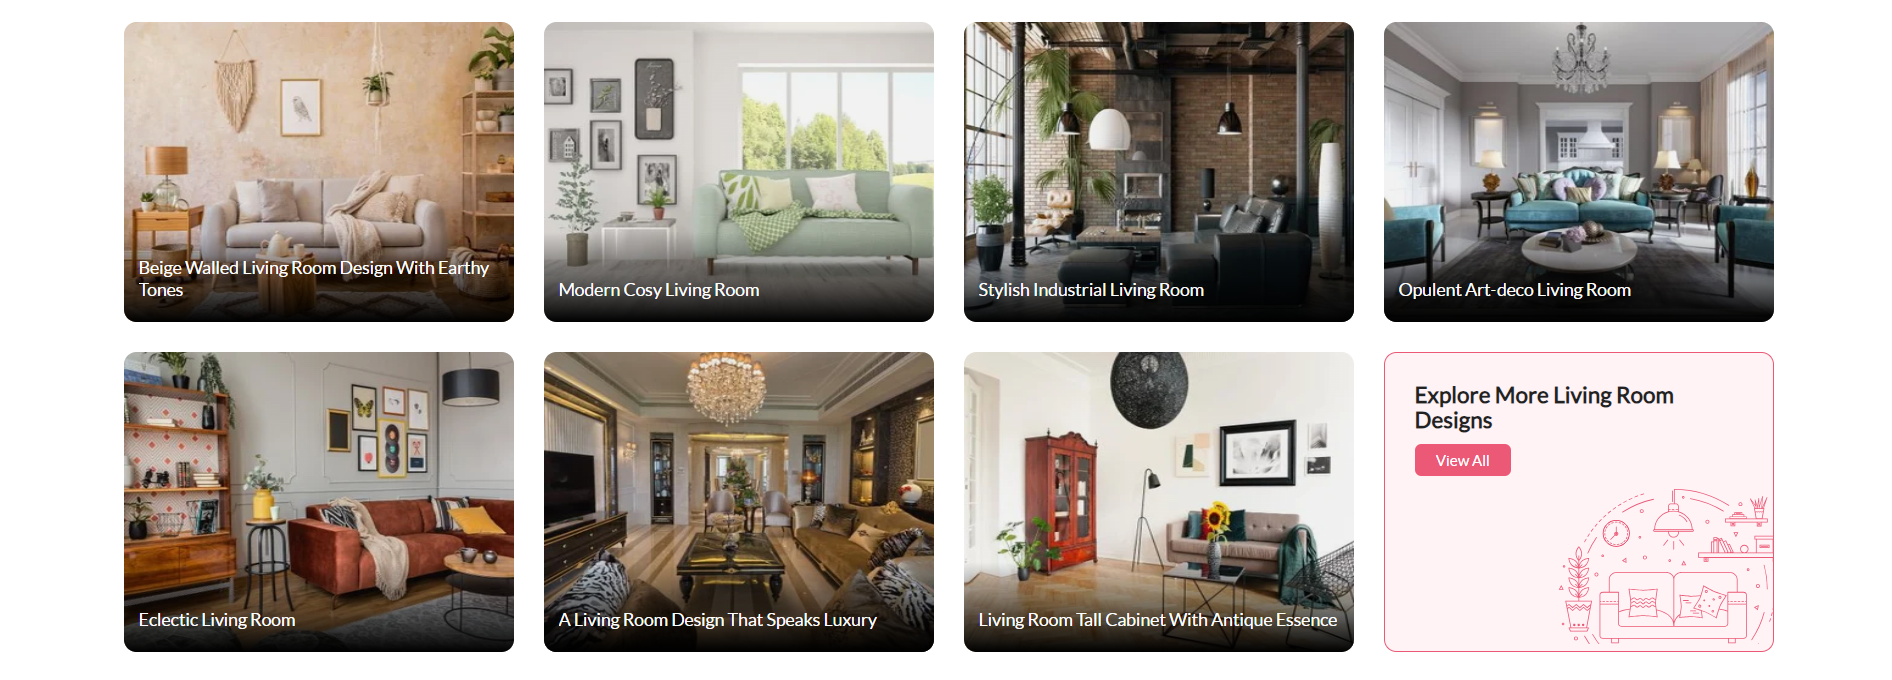 Beige Walled Living Room Design With Earthy
Tones
Modern Cosy Living Room
Stylish Industrial Living Room
Opulent Art-deco Living Room
Eclectic Living Room
A Living Room Design That Speaks Luxury
Living Room Tall Cabinet With Antique Essence
Explore More Living Room
Designs
View All